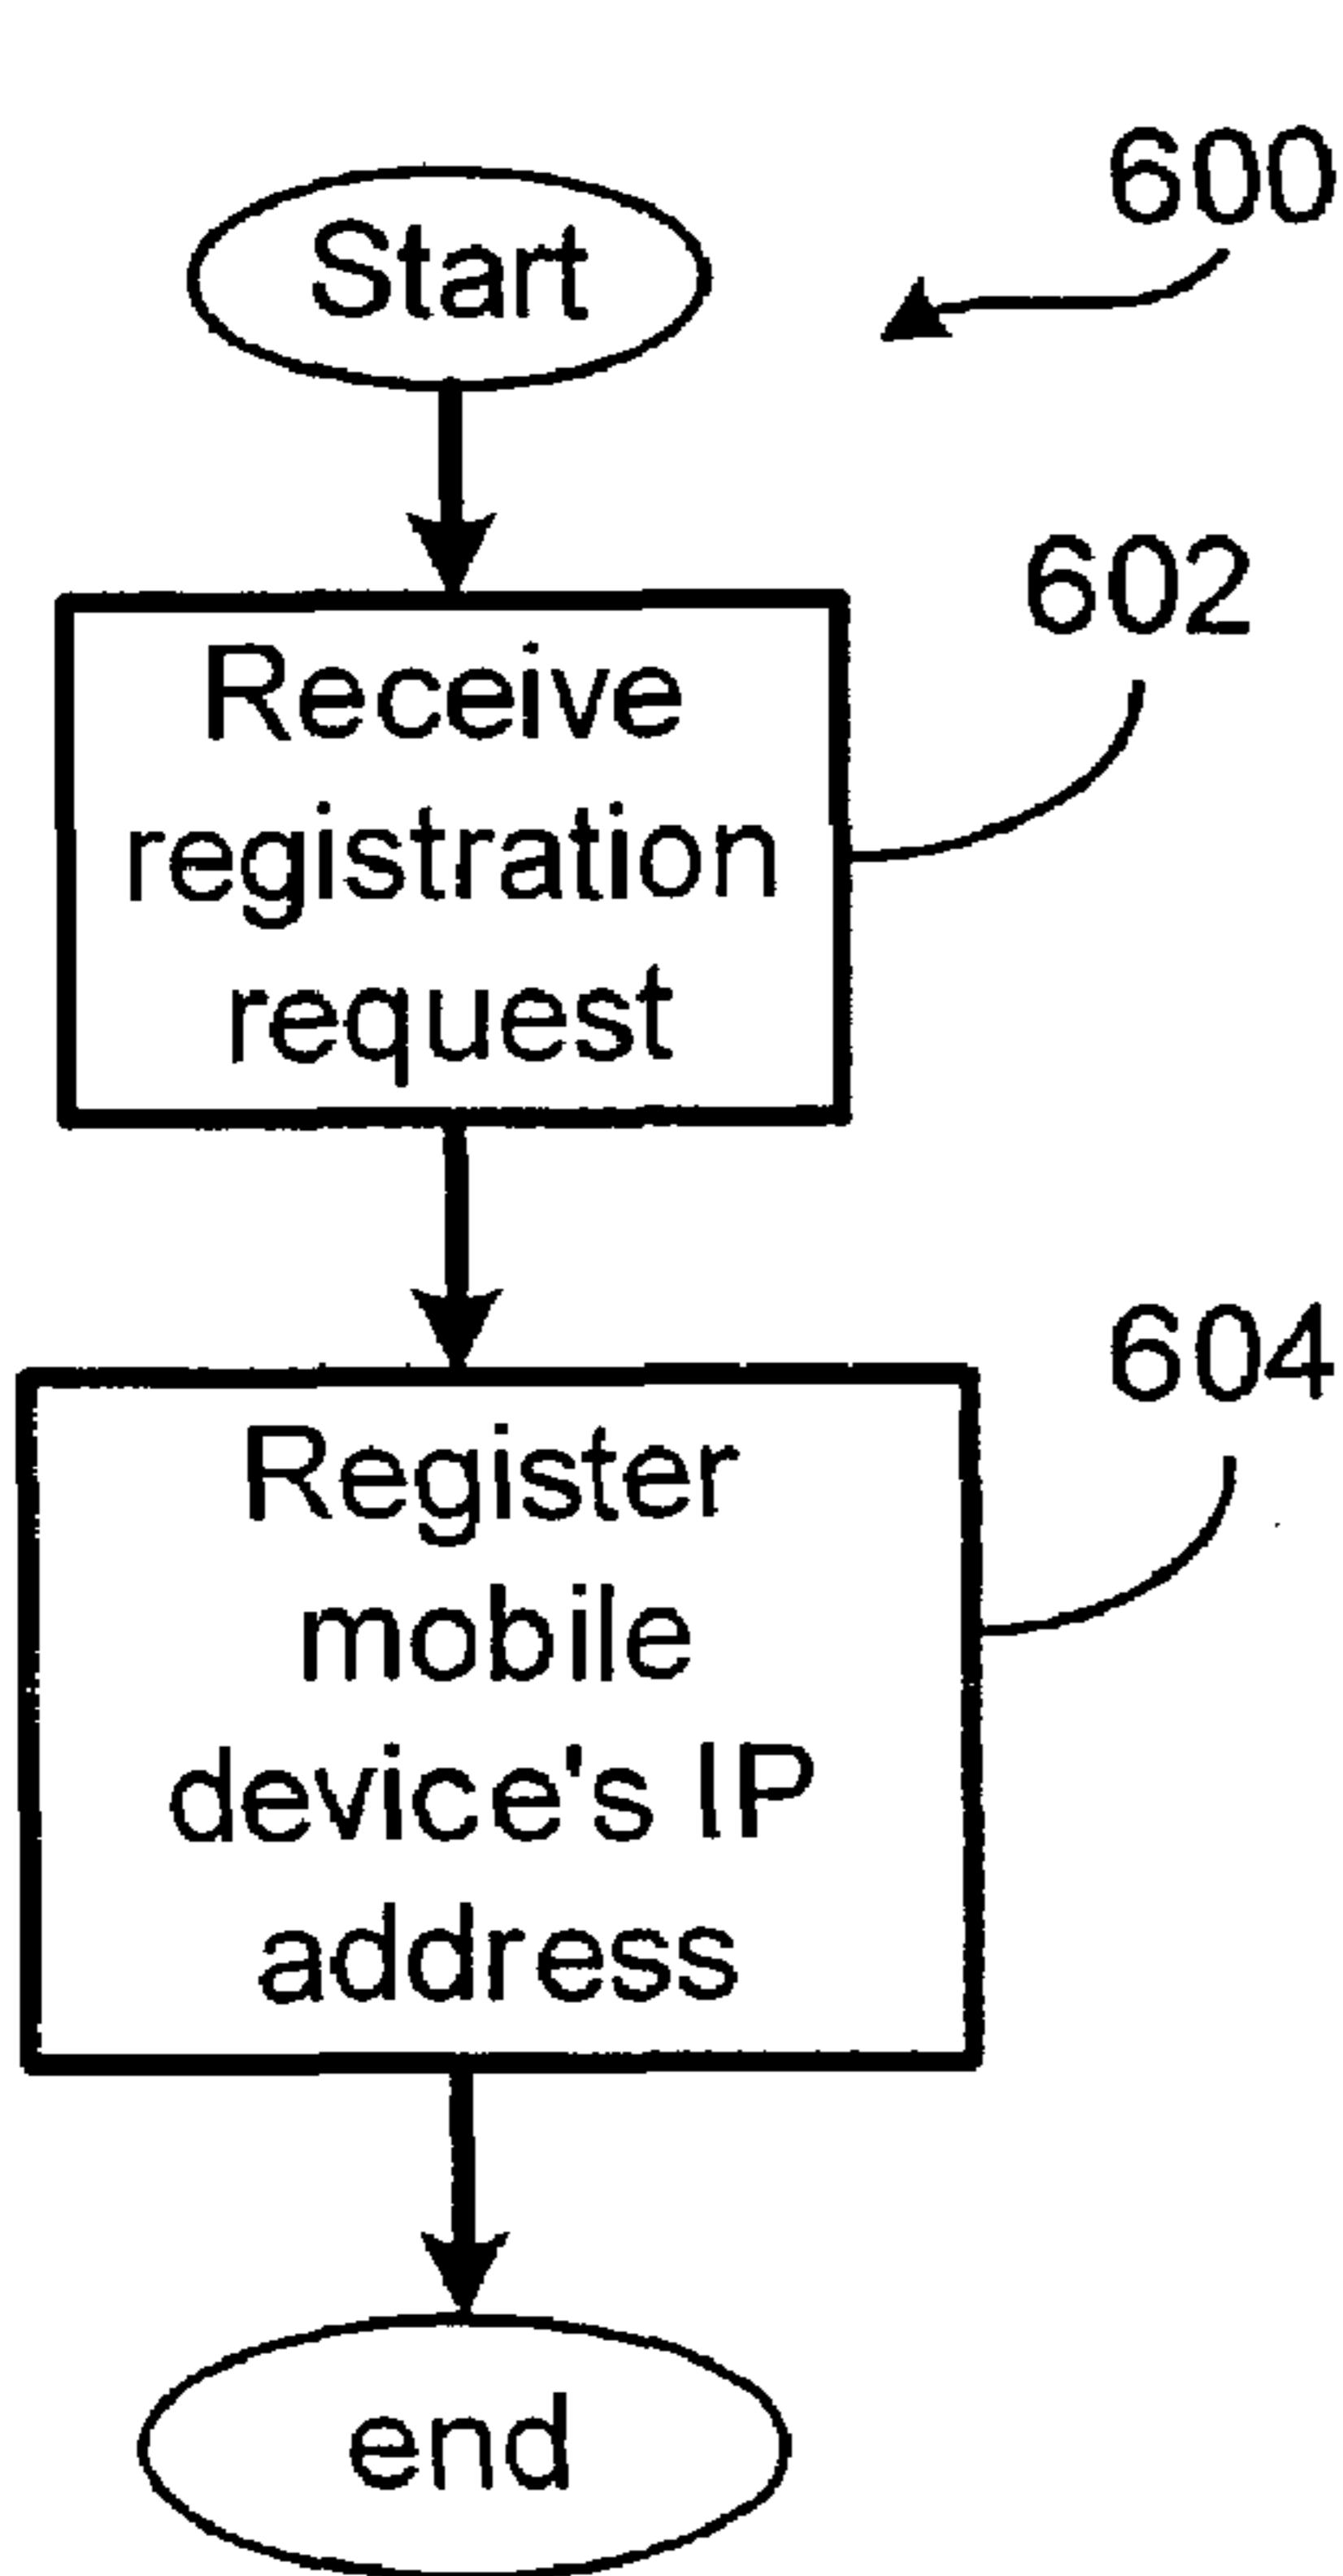 600
Start
602
Receive
registration
request
604
Register
mobile
device's IP
address
end